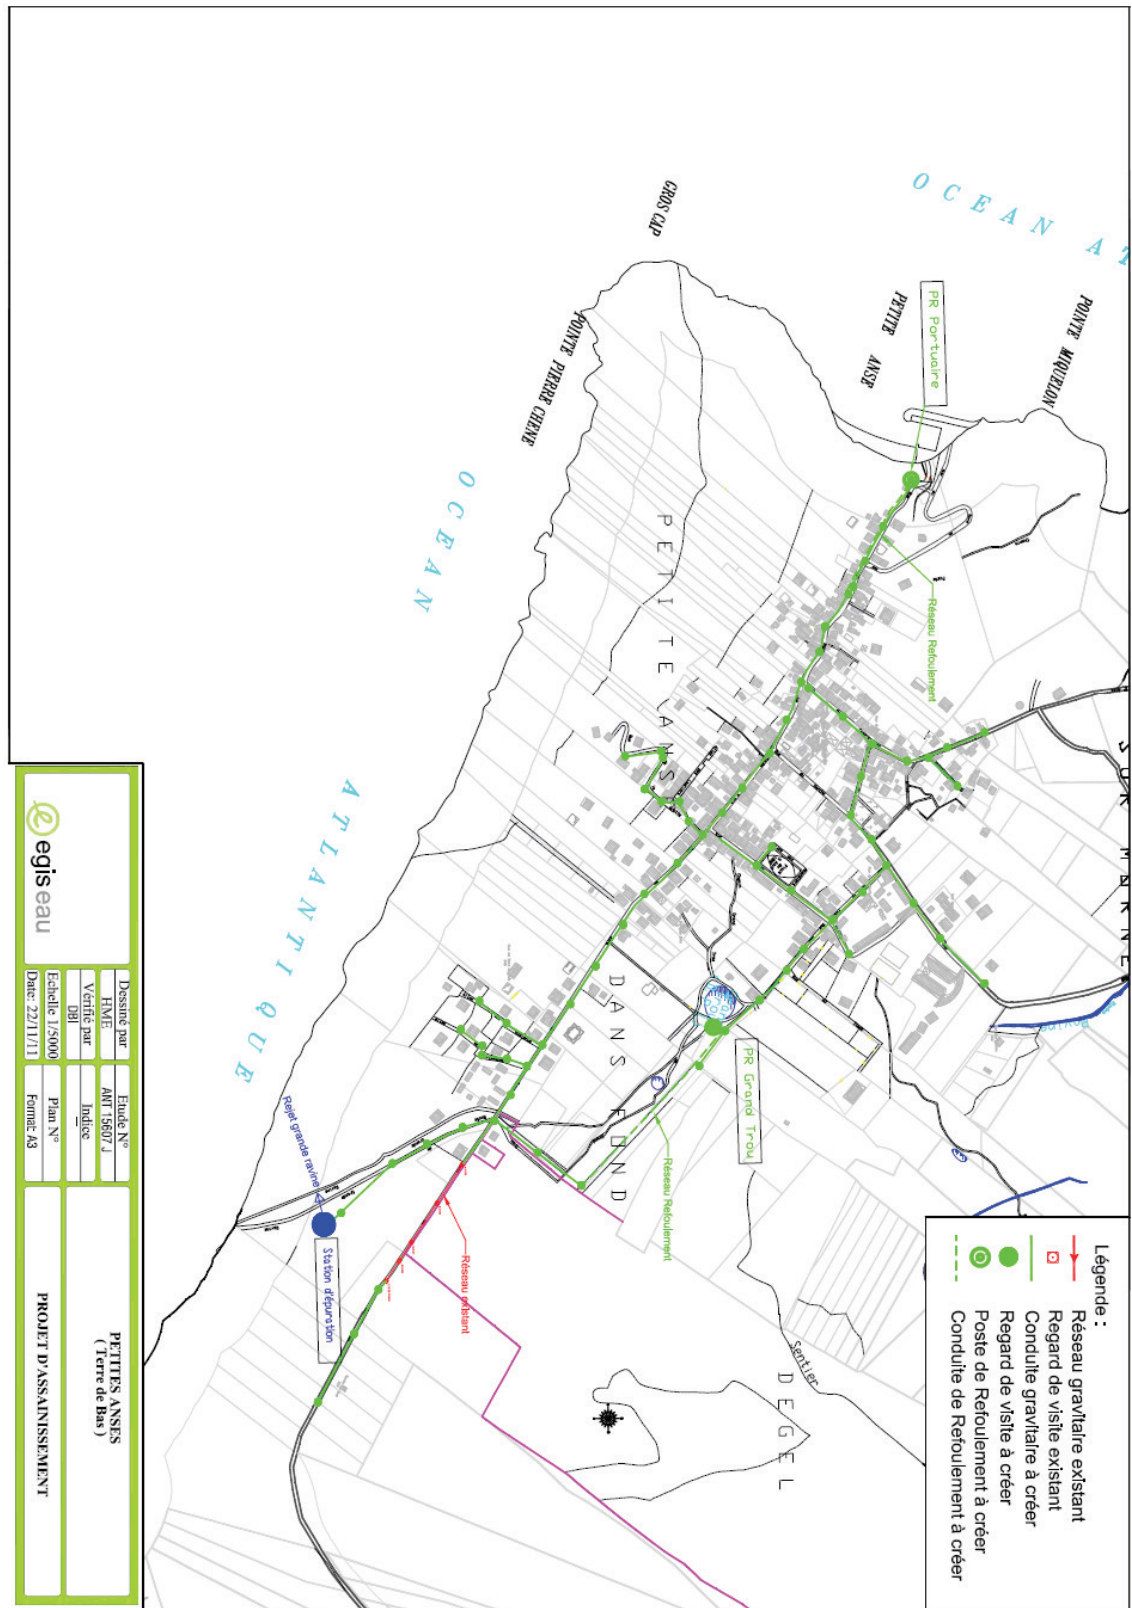 OCEAN AT
POINTE MIQUELON
PETITE ANSE
GROS CAP
POINTE PIERRE CHENE
PR Portuaire
Réseau Refoulement
OCEAN
ATLANTIQUE
PETITE ANS
SUR MORNE
DANS FOND
PR Grand Trou
Réseau Refoulement
Réseau existant
Rejet grande ravine
Station d'épuration
Sentier
DEGEL
Légende :
Réseau gravitaire existant
Regard de visite existant
Conduite gravitaire à créer
Regard de visite à créer
Poste de Refoulement à créer
Conduite de Refoulement à créer
egis eau
Dessiné par
HME
Vérifié par
DBI
Echelle 1/5000
Date: 22/11/11
Etude N°
ANT 15607 J
Indice
_
Plan N°
Format: A3
PETITES ANSES
( Terre de Bas )
PROJET D'ASSAINISSEMENT